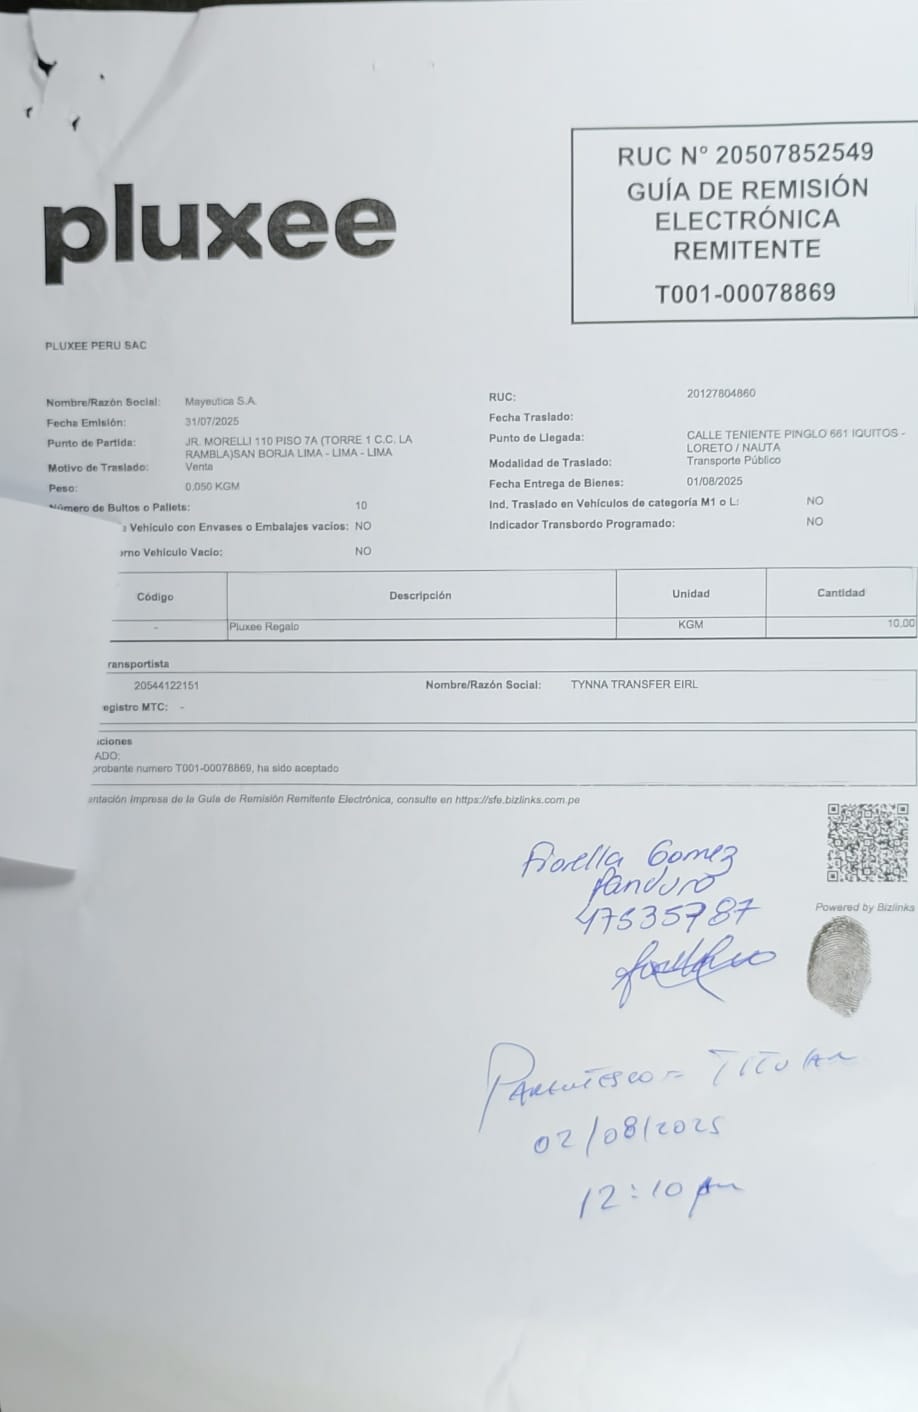 RUC N° 20507852549
GUÍA DE REMISIÓN
ELECTRÓNICA
REMITENTE
T001-00078869
pluxee
PLUXEE PERU SAC
Nombre/Razón Social: Mayeutica S.A.
Fecha Emisión: 31/07/2025
Punto de Partida: JR. MORELLI 110 PISO 7A (TORRE 1 C.C. LA
RAMBLA)SAN BORJA LIMA - LIMA - LIMA
Motivo de Traslado: Venta
Peso: 0.050 KGM
Número de Bultos o Pallets: 10
Vehículo con Envases o Embalajes vacíos: NO
orno Vehículo Vacío: NO
RUC: 20127804860
Fecha Traslado:
Punto de Llegada: CALLE TENIENTE PINGLO 661 IQUITOS -
LORETO / NAUTA
Modalidad de Traslado: Transporte Público
Fecha Entrega de Bienes: 01/08/2025
Ind. Traslado en Vehículos de categoría M1 o L: NO
Indicador Transbordo Programado: NO
Código Descripción Unidad Cantidad
- Pluxee Regalo KGM 10.00
ransportista
20544122151 Nombre/Razón Social: TYNNA TRANSFER EIRL
egistro MTC: -
ciones
ADO:
probante numero T001-00078869, ha sido aceptado
entación Impresa de la Guía de Remisión Remitente Electrónica, consulte en https://sfe.bizlinks.com.pe
Powered by Bizlinks
Fiorella Gomez
Panduro
47535787
Parentesco = Titular
02/08/2025
12:10 pm